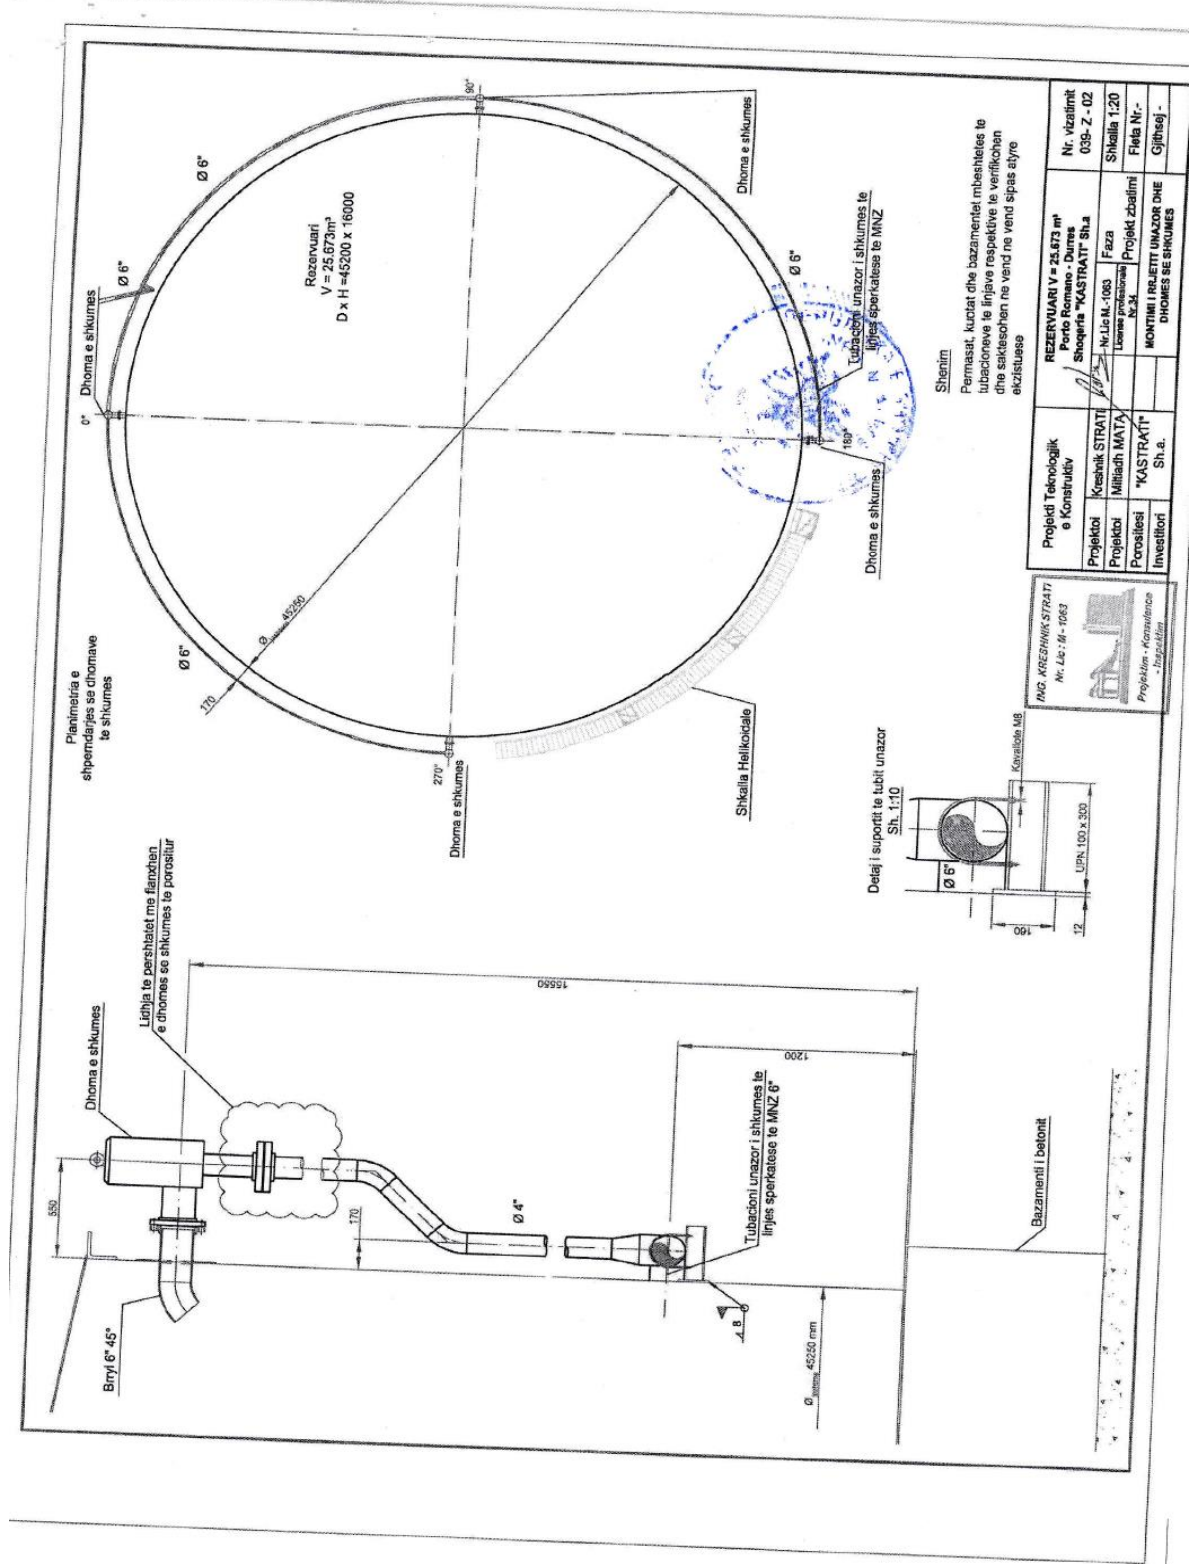 Planimetria e
shperndarjes se dhomave
te shkumes
0°
Dhoma e shkumes
Ø 6"
Ø 6"
90°
Dhoma e shkumes
Rezervuari
V = 25.673m³
D x H =45200 x 16000
Ø 6"
Tubacioni unazor i shkumes te
linjes sperkatese te MNZ
180°
Dhoma e shkumes
Shkalla Helikoidale
270°
Dhoma e shkumes
Ø 6"
170
Ø 45250
Lidhja te pershtatet me flanxhen
e dhomes se shkumes te porositur
Dhoma e shkumes
550
Brryl 6" 45°
170
Ø 4"
15550
1200
Tubacioni unazor i shkumes te
linjes sperkatese te MNZ 6"
Ø 45250 mm
Bazamenti i betonit
Detaj i suportit te tubit unazor
Sh. 1:10
Ø 6"
160
12
UPN 100 x 300
Kavallote M8
Shenim
Permasat, kuotat dhe bazamentet mbeshtetes te
tubacioneve te linjave respektive te verifikohen
dhe saktesohen ne vend ne vend sipas atyre
ekzistuese
ING. KRESHNIK STRATI
Nr. Lic : M - 1063
Projektim - Konsulence
- Inspektim
Projekti Teknologjik
e Konstruktiv
REZERVUARI V = 25.673 m³
Porto Romano - Durres
Shoqeria "KASTRATI" Sh.a
Nr. vizatimit
039- Z - 02
Projektoi Kreshnik STRATI Nr.Lic M.-1063 Faza Shkalla 1:20
Projektoi Miltiadh MATA License profesionale Nr.34 Projekt zbatimi Fleta Nr.-
Porositesi "KASTRATI" Sh.a. MONTIMI I RRJETIT UNAZOR DHE
Investitori DHOMES SE SHKUMES Gjithsej -